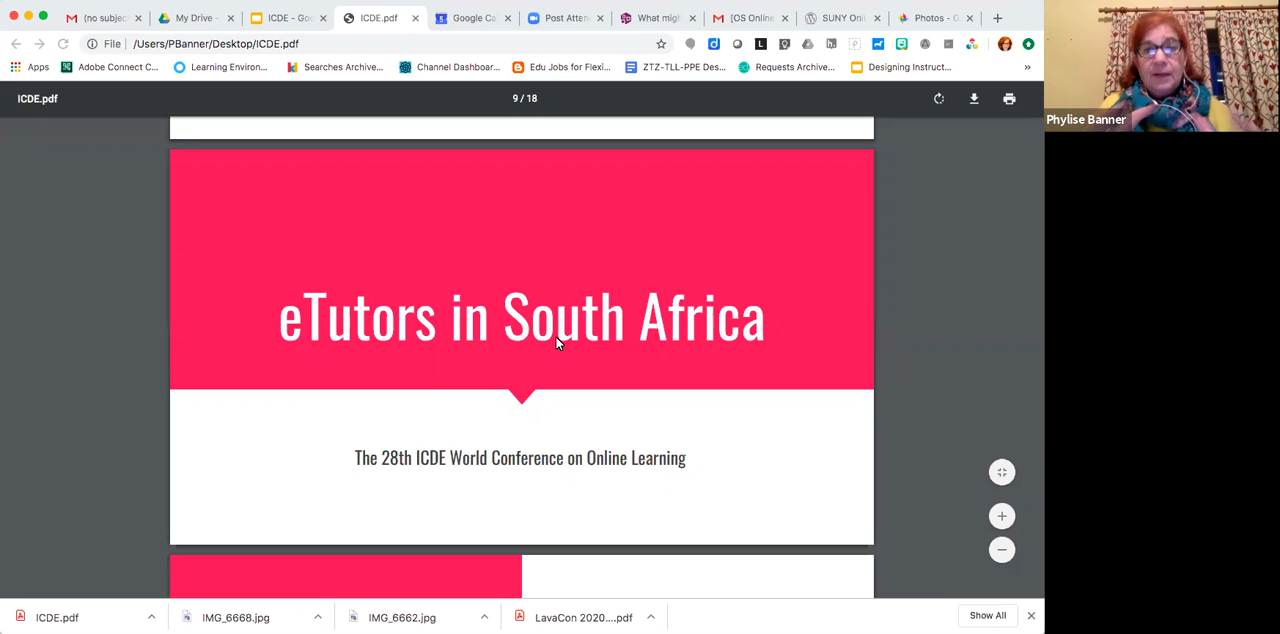 (no subjec
My Drive -
ICDE - Goo
ICDE.pdf
Google Ca
Post Atten
What migh
[OS Online
SUNY Onli
Photos - G
File
/Users/PBanner/Desktop/ICDE.pdf
Apps
Adobe Connect C...
Learning Environ...
Searches Archive...
Channel Dashboar...
Edu Jobs for Flexi...
ZTZ-TLL-PPE Des...
Requests Archive...
Designing Instruct...
ICDE.pdf
9 / 18
Phylise Banner
eTutors in South Africa
The 28th ICDE World Conference on Online Learning
ICDE.pdf
IMG_6668.jpg
IMG_6662.jpg
LavaCon 2020....pdf
Show All